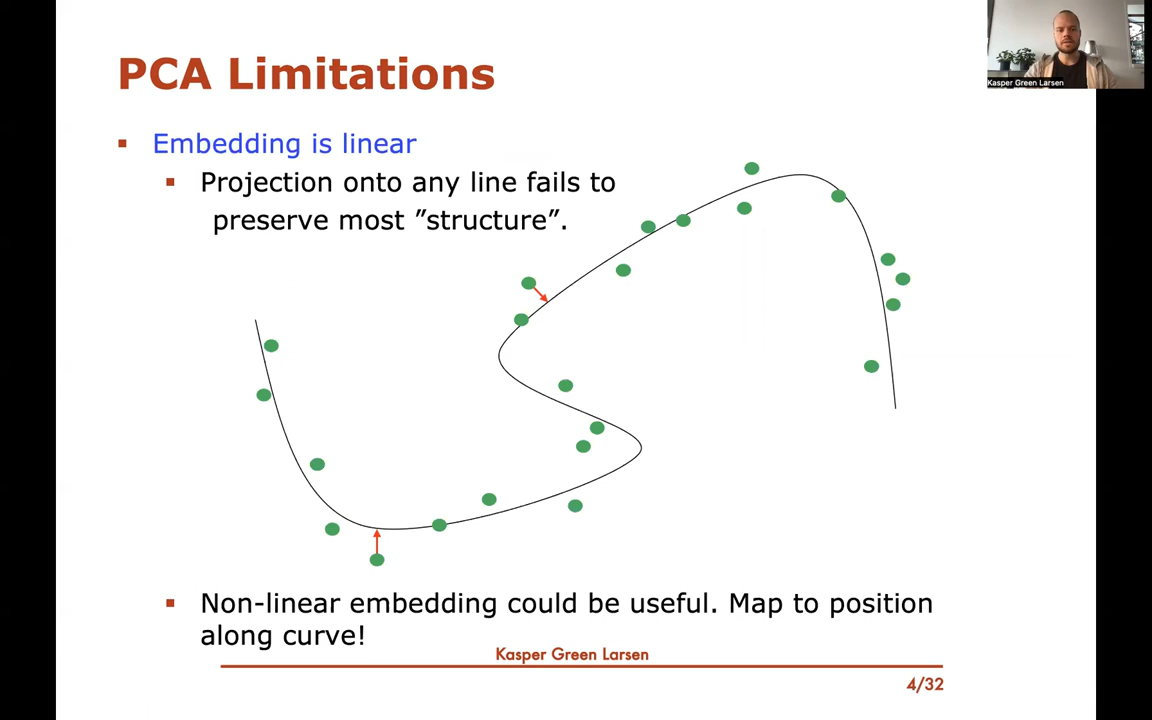 PCA Limitations
Kasper Green Larsen
Embedding is linear
Projection onto any line fails to
preserve most ”structure”.
Non-linear embedding could be useful. Map to position
along curve!
Kasper Green Larsen
4/32